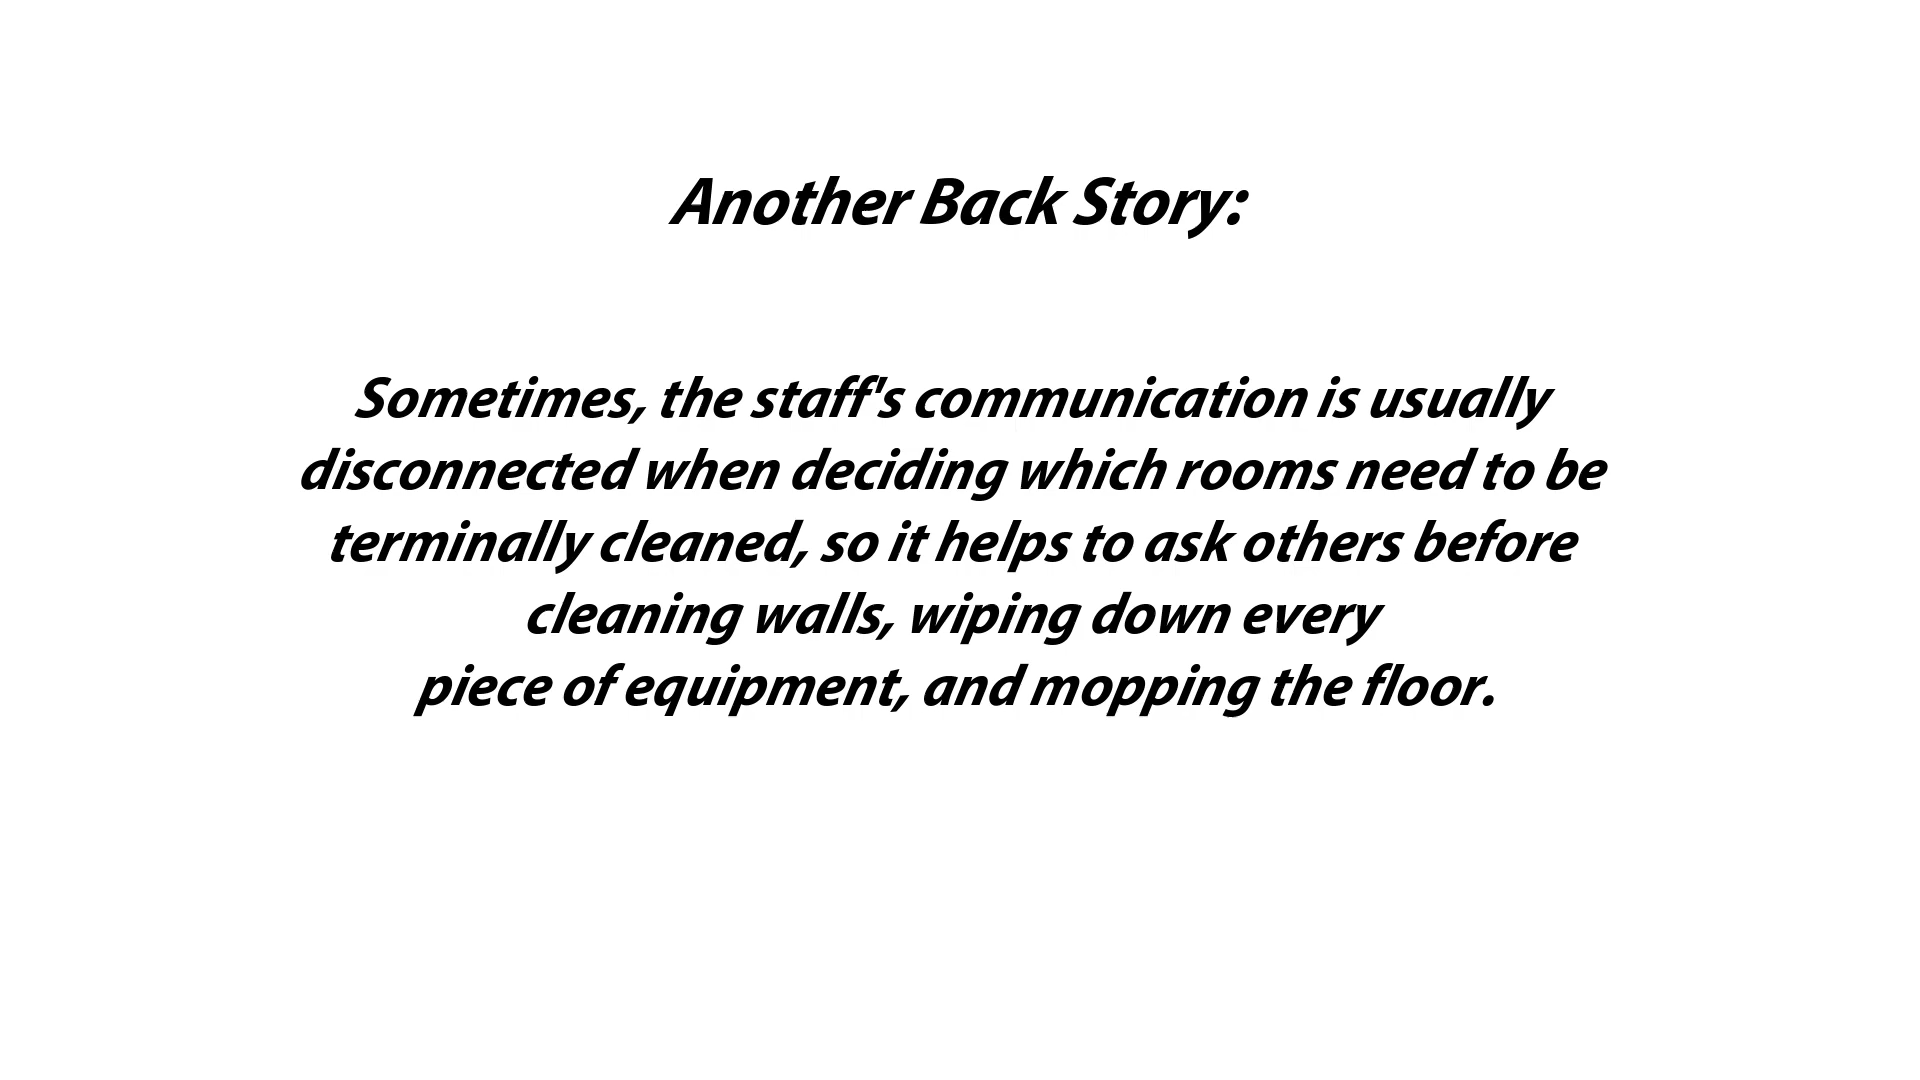 Another Back Story:
Sometimes, the staff's communication is usually
disconnected when deciding which rooms need to be
terminally cleaned, so it helps to ask others before
cleaning walls, wiping down every
piece of equipment, and mopping the floor.